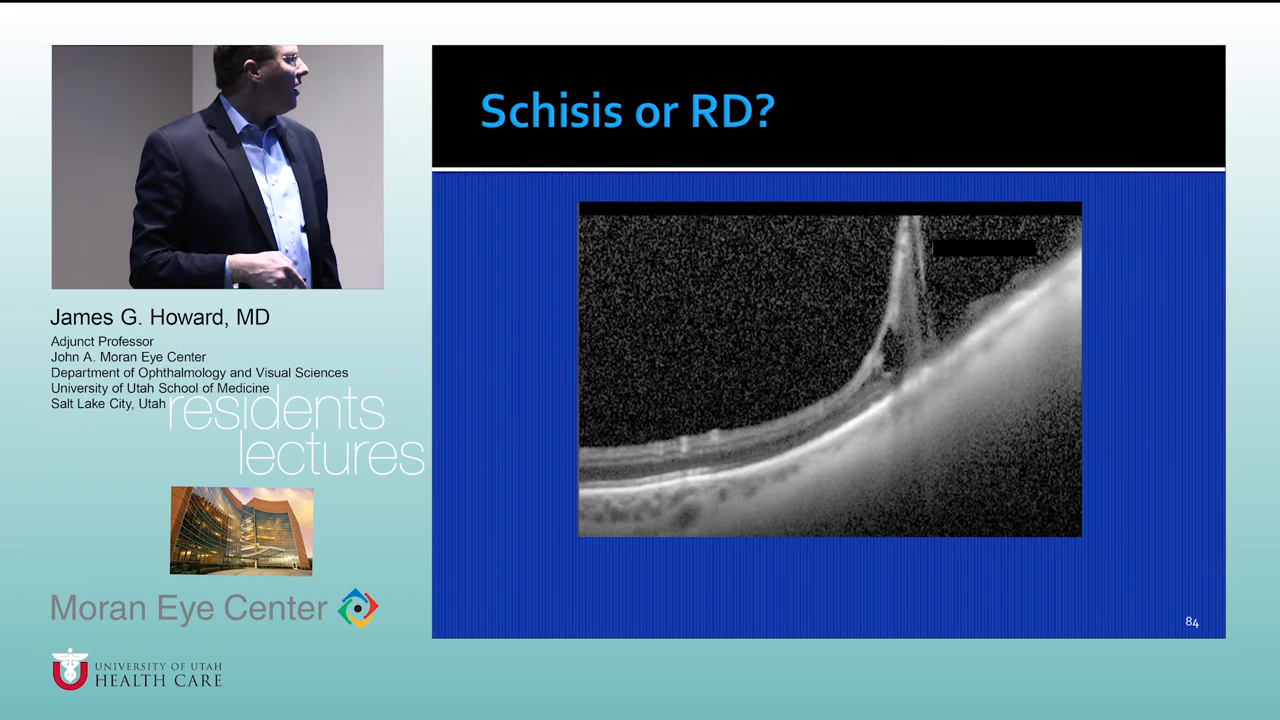 Schisis or RD?
James G. Howard, MD
Adjunct Professor
John A. Moran Eye Center
Department of Ophthalmology and Visual Sciences
University of Utah School of Medicine
Salt Lake City, Utah
residents
lectures
Moran Eye Center
84
UNIVERSITY OF UTAH
HEALTH CARE